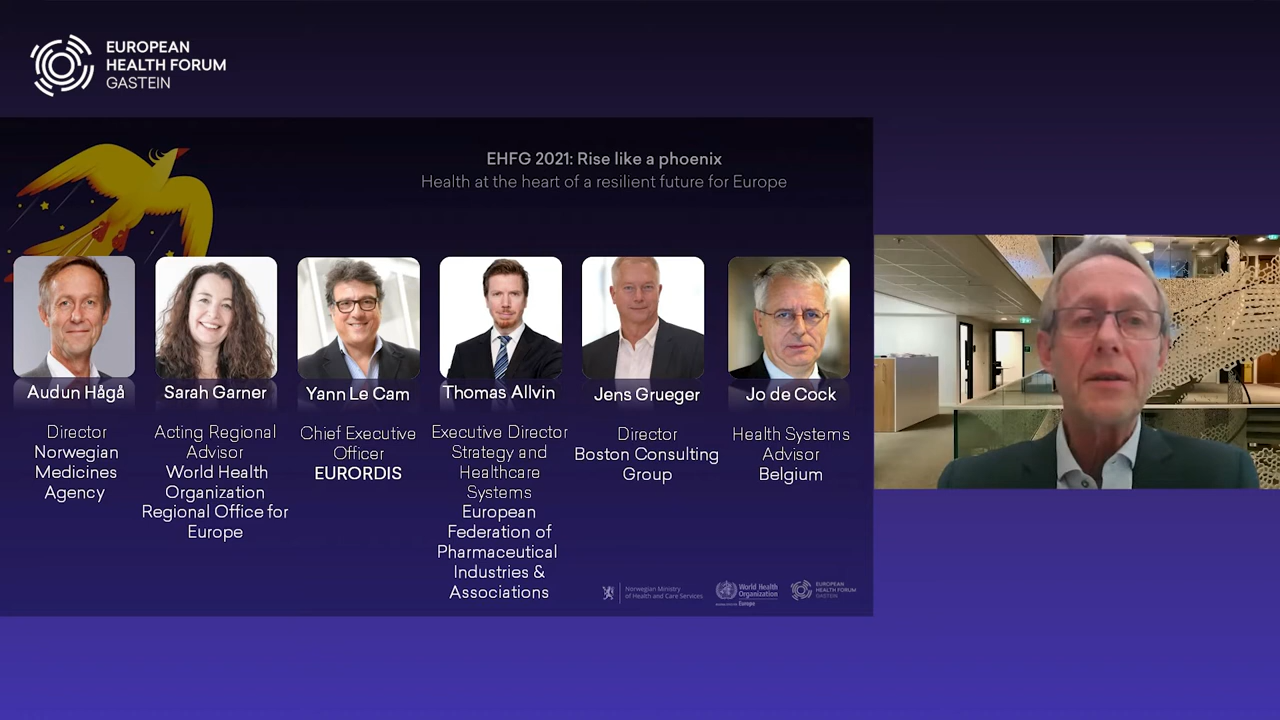 EUROPEAN
HEALTH FORUM
GASTEIN
EHFG 2021: Rise like a phoenix
Health at the heart of a resilient future for Europe
Audun Hågå
Director
Norwegian
Medicines
Agency
Sarah Garner
Acting Regional
Advisor
World Health
Organization
Regional Office for
Europe
Yann Le Cam
Chief Executive
Officer
EURORDIS
Thomas Allvin
Executive Director
Strategy and
Healthcare
Systems
European
Federation of
Pharmaceutical
Industries &
Associations
Jens Grueger
Director
Boston Consulting
Group
Jo de Cock
Health Systems
Advisor
Belgium
Norwegian Ministry
of Health and Care Services
World Health
Organization
Europe
EUROPEAN
HEALTH FORUM
GASTEIN